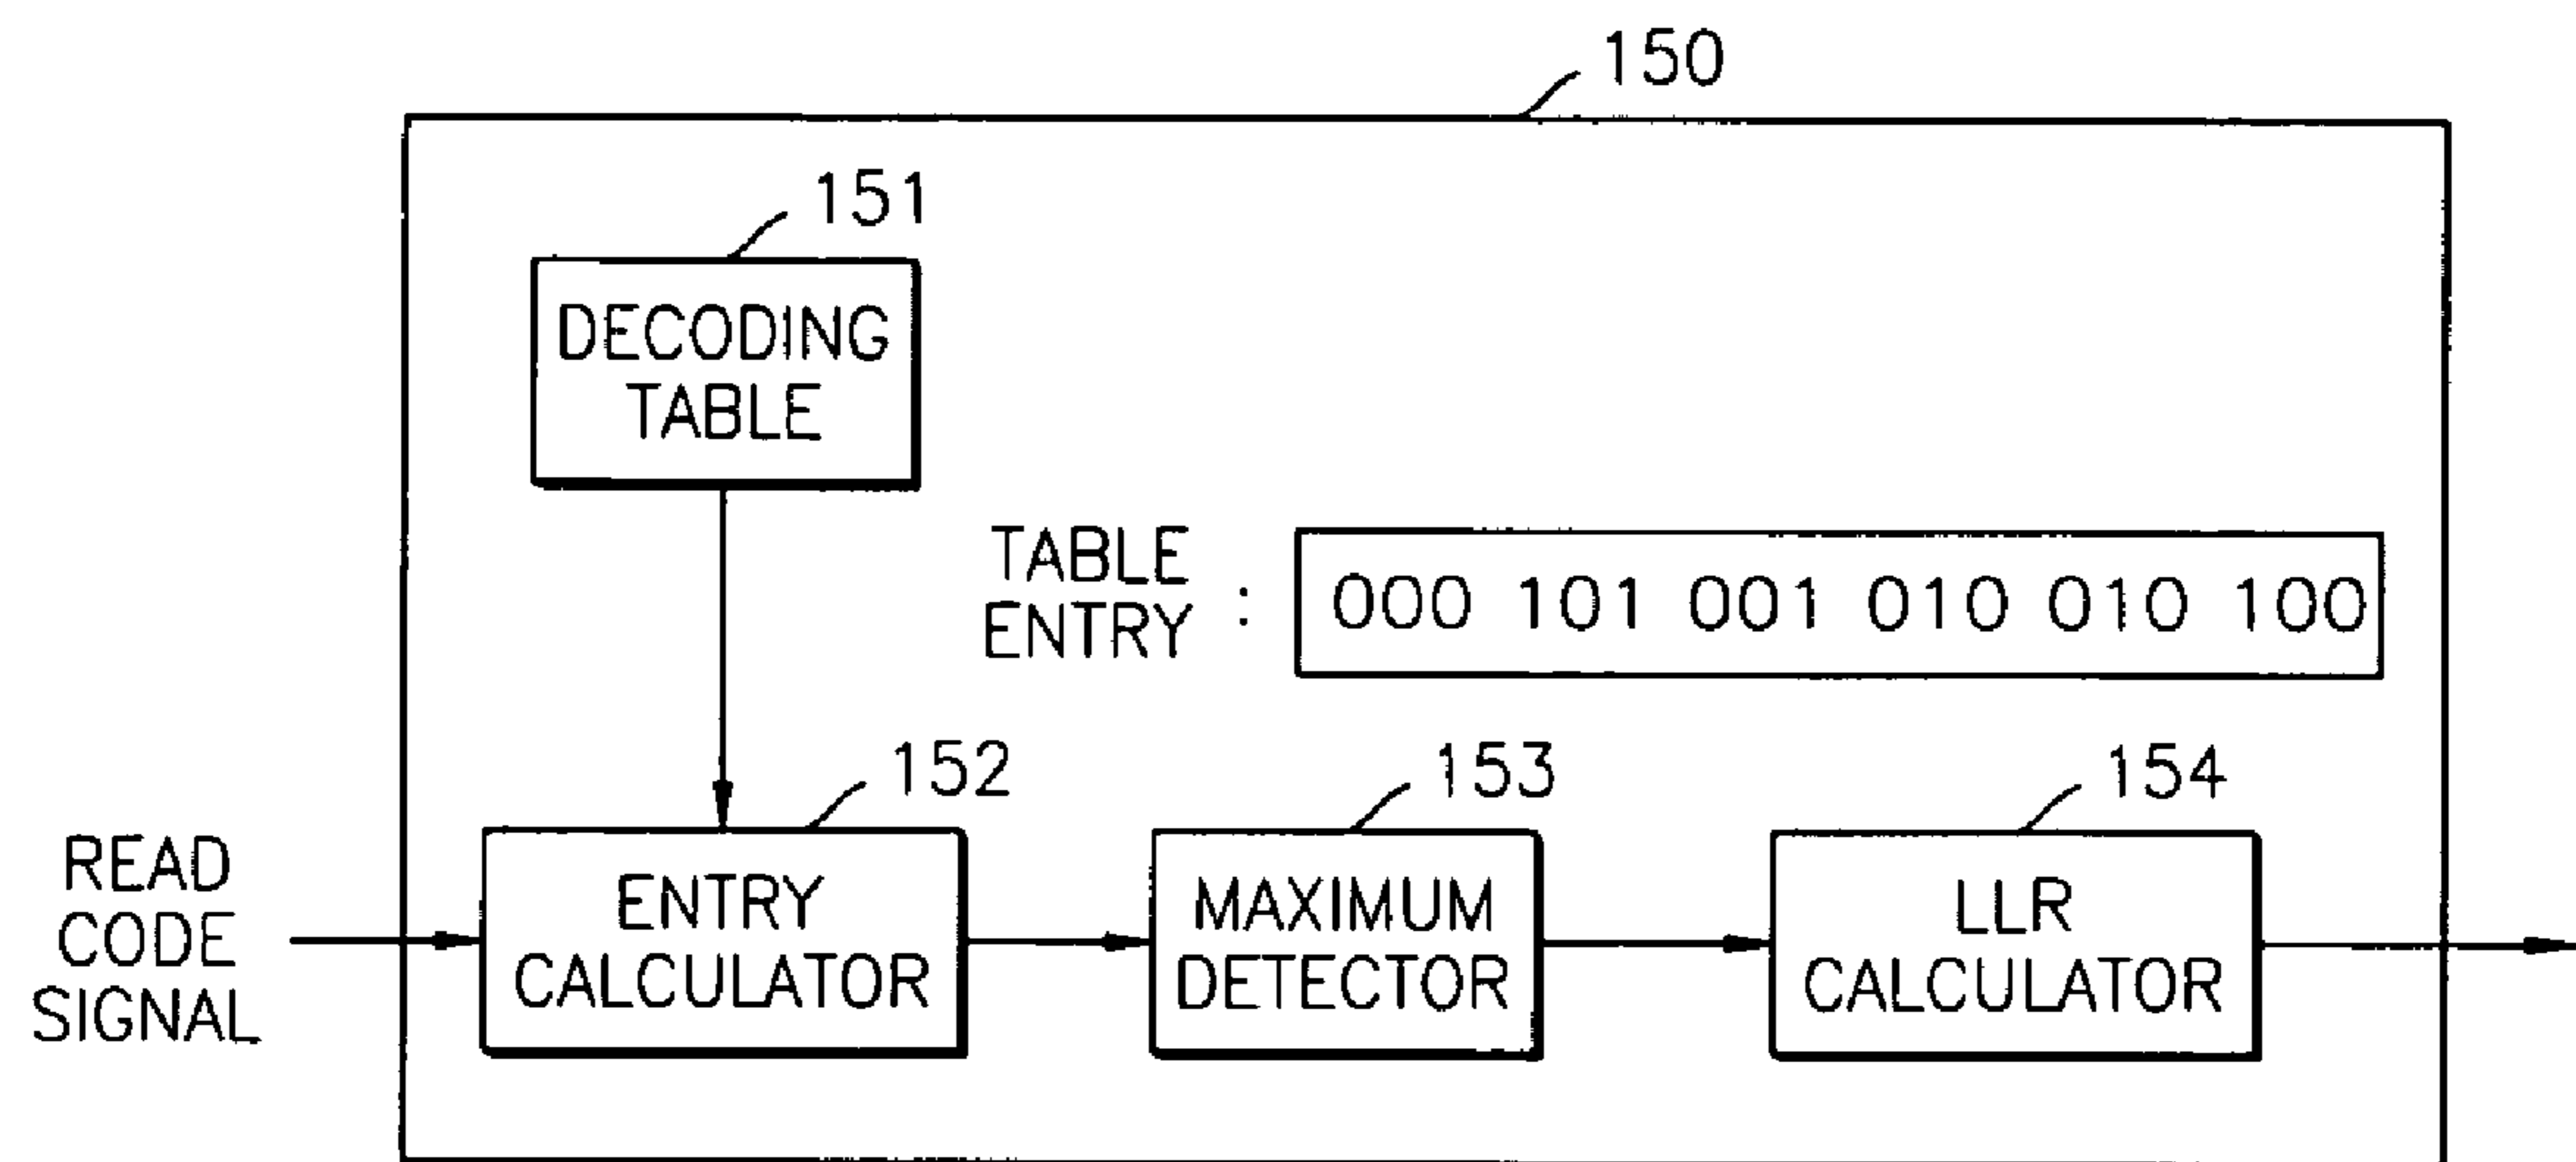 150
151
DECODING
TABLE
TABLE
ENTRY :
000 101 001 010 010 100
152
153
154
READ
CODE
SIGNAL
ENTRY
CALCULATOR
MAXIMUM
DETECTOR
LLR
CALCULATOR